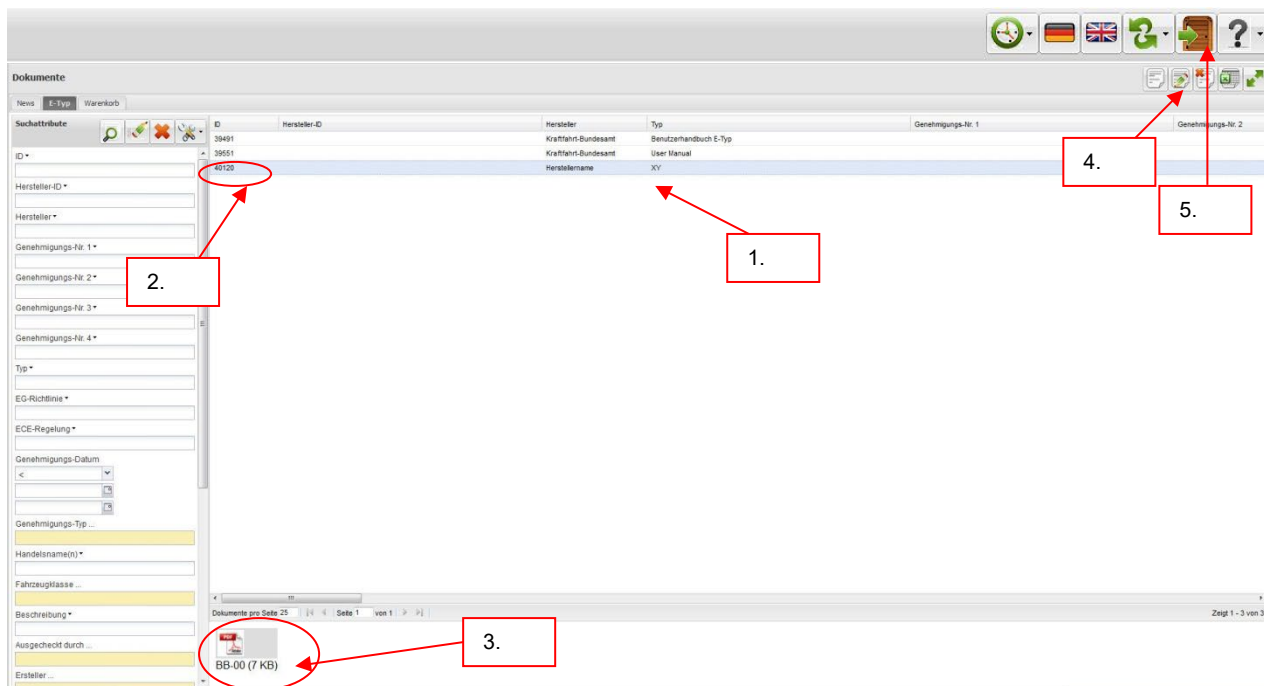 ?
Dokumente
News E-Typ Warenkorb
Suchattribute
ID Hersteller-ID Hersteller Typ Genehmigungs-Nr. 1 Genehmigungs-Nr. 2
39491 Kraftfahrt-Bundesamt Benutzerhandbuch E-Typ
39551 Kraftfahrt-Bundesamt User Manual
40120 Herstellername XY
ID
Hersteller-ID
Hersteller
Genehmigungs-Nr. 1
Genehmigungs-Nr. 2
Genehmigungs-Nr. 3
Genehmigungs-Nr. 4
Typ
EG-Richtlinie
ECE-Regelung
Genehmigungs-Datum
<
Genehmigungs-Typ ...
Handelsname(n)
Fahrzeugklasse ...
Beschreibung
Ausgecheckt durch ...
Ersteller ...
1.
2.
3.
4.
5.
Dokumente pro Seite 25 Seite 1 von 1 Zeigt 1 - 3 von 3
PDF
BB-00 (7 KB)